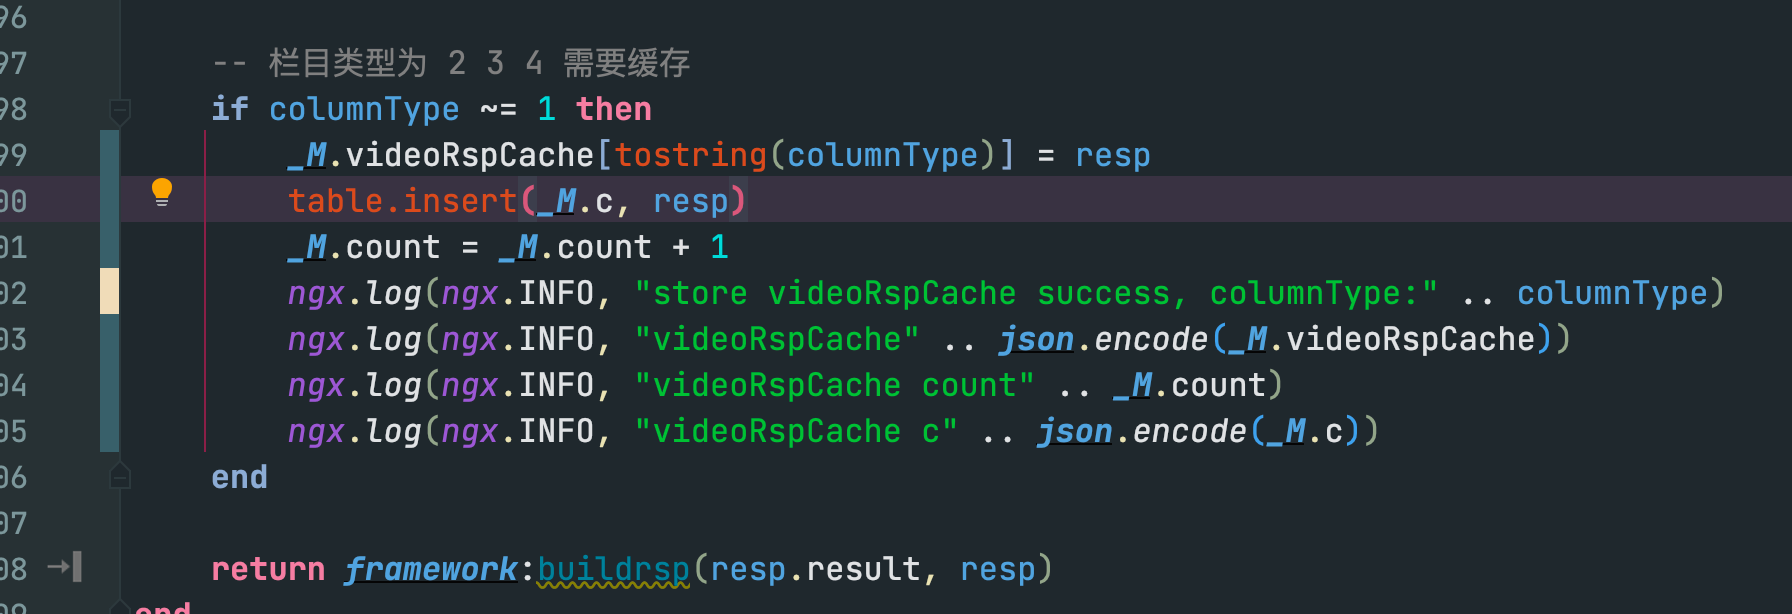 96
97 -- 栏目类型为 2 3 4 需要缓存
98 if columnType ~= 1 then
99 _M.videoRspCache[tostring(columnType)] = resp
00 table.insert(_M.c, resp)
01 _M.count = _M.count + 1
02 ngx.log(ngx.INFO, "store videoRspCache success, columnType:" .. columnType)
03 ngx.log(ngx.INFO, "videoRspCache" .. json.encode(_M.videoRspCache))
04 ngx.log(ngx.INFO, "videoRspCache count" .. _M.count)
05 ngx.log(ngx.INFO, "videoRspCache c" .. json.encode(_M.c))
06 end
07
08 return framework:buildrsp(resp.result, resp)
09 end